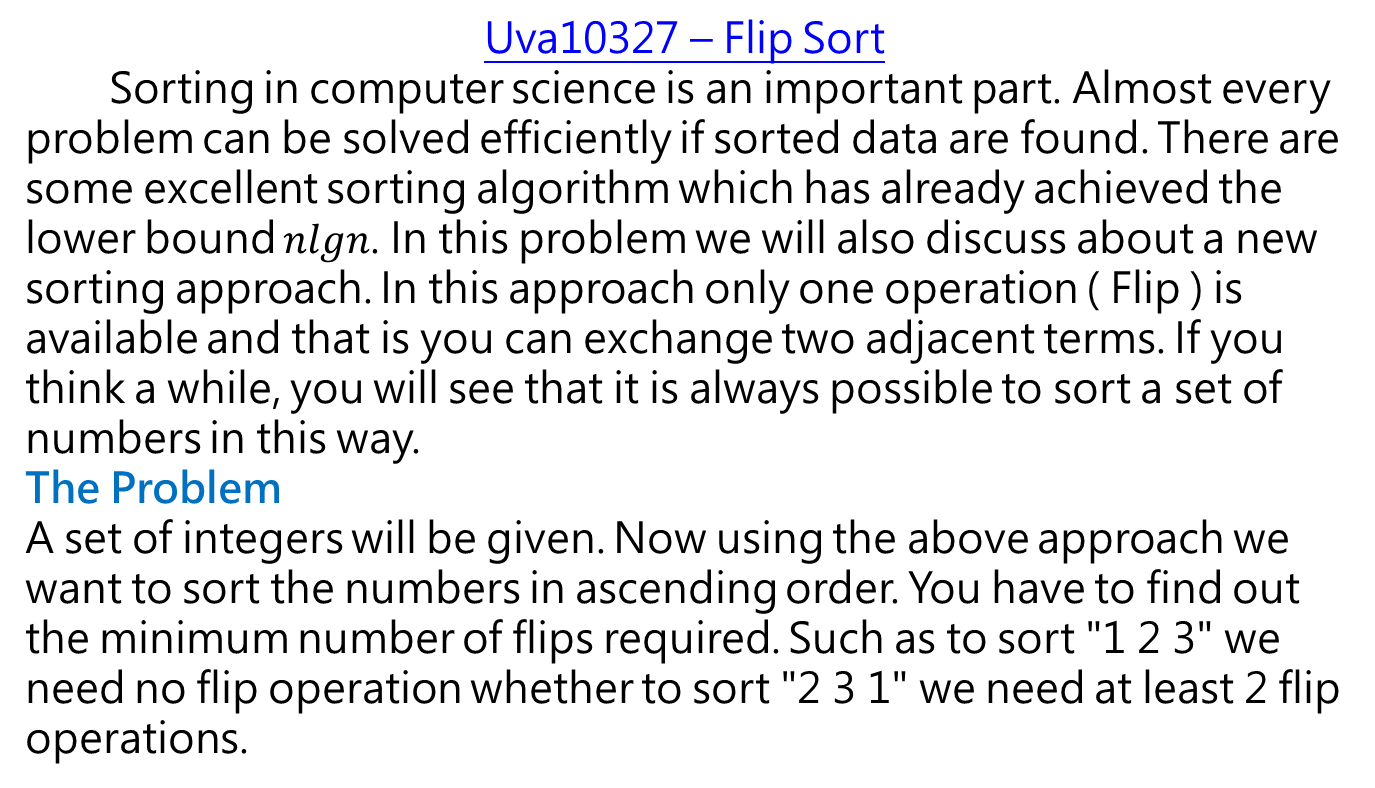 Uva10327 – Flip Sort
Sorting in computer science is an important part. Almost every
problem can be solved efficiently if sorted data are found. There are
some excellent sorting algorithm which has already achieved the
lower bound nlgn. In this problem we will also discuss about a new
sorting approach. In this approach only one operation ( Flip ) is
available and that is you can exchange two adjacent terms. If you
think a while, you will see that it is always possible to sort a set of
numbers in this way.
The Problem
A set of integers will be given. Now using the above approach we
want to sort the numbers in ascending order. You have to find out
the minimum number of flips required. Such as to sort "1 2 3" we
need no flip operation whether to sort "2 3 1" we need at least 2 flip
operations.